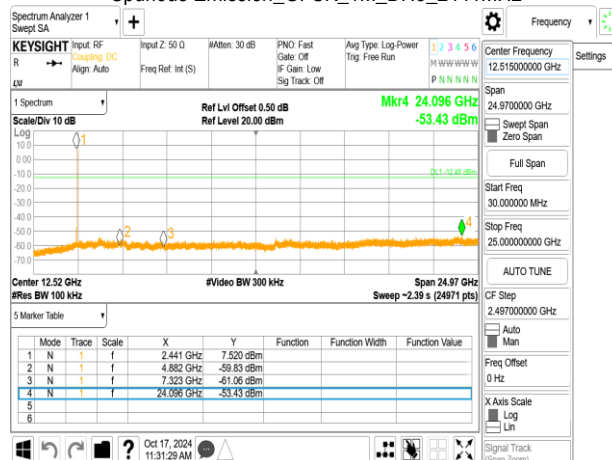 Spectrum Analyzer 1
Swept SA
+
Frequency
KEYSIGHT
R
LXI
Input: RF
Coupling: DC
Align: Auto
Input Z: 50 Ω
Freq Ref: Int (S)
#Atten: 30 dB
PNO: Fast
Gate: Off
IF Gain: Low
Sig Track: Off
Avg Type: Log-Power
Trig: Free Run
1 2 3 4 5 6
M W W W W W
P N N N N N
Center Frequency
12.515000000 GHz
Settings
1 Spectrum
Scale/Div 10 dB
Ref Lvl Offset 0.50 dB
Ref Level 20.00 dBm
Mkr4 24.096 GHz
-53.43 dBm
Span
24.9700000 GHz
Swept Span
Zero Span
Full Span
Log
10.0
0.00
-10.0
-20.0
-30.0
-40.0
-50.0
-60.0
-70.0
1
2
3
4
Start Freq
30.000000 MHz
Stop Freq
25.000000000 GHz
AUTO TUNE
Center 12.52 GHz
#Res BW 100 kHz
#Video BW 300 kHz
Span 24.97 GHz
Sweep ~2.39 s (24971 pts)
CF Step
2.497000000 GHz
Auto
Man
5 Marker Table
Mode Trace Scale X Y Function Function Width Function Value
1 N 1 f 2.441 GHz 7.520 dBm
2 N 1 f 4.882 GHz -59.83 dBm
3 N 1 f 7.323 GHz -61.06 dBm
4 N 1 f 24.096 GHz -53.43 dBm
5
6
Freq Offset
0 Hz
X Axis Scale
Log
Lin
Signal Track
(Span Zoom)
?
Oct 17, 2024
11:31:29 AM